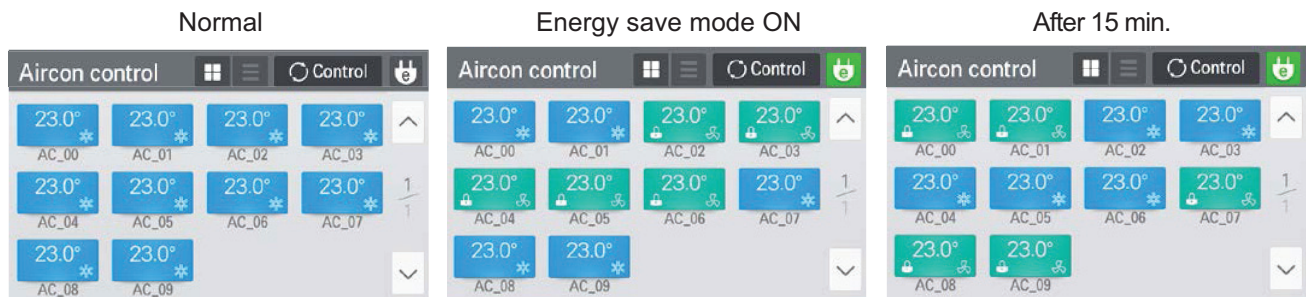 Normal
Aircon control
Control
e
23.0° 23.0° 23.0° 23.0°
AC_00 AC_01 AC_02 AC_03
23.0° 23.0° 23.0° 23.0°
AC_04 AC_05 AC_06 AC_07
1
1
23.0° 23.0°
AC_08 AC_09
Energy save mode ON
Aircon control
Control
e
23.0° 23.0° 23.0° 23.0°
AC_00 AC_01 AC_02 AC_03
23.0° 23.0° 23.0° 23.0°
AC_04 AC_05 AC_06 AC_07
1
1
23.0° 23.0°
AC_08 AC_09
After 15 min.
Aircon control
Control
e
23.0° 23.0° 23.0° 23.0°
AC_00 AC_01 AC_02 AC_03
23.0° 23.0° 23.0° 23.0°
AC_04 AC_05 AC_06 AC_07
1
1
23.0° 23.0°
AC_08 AC_09